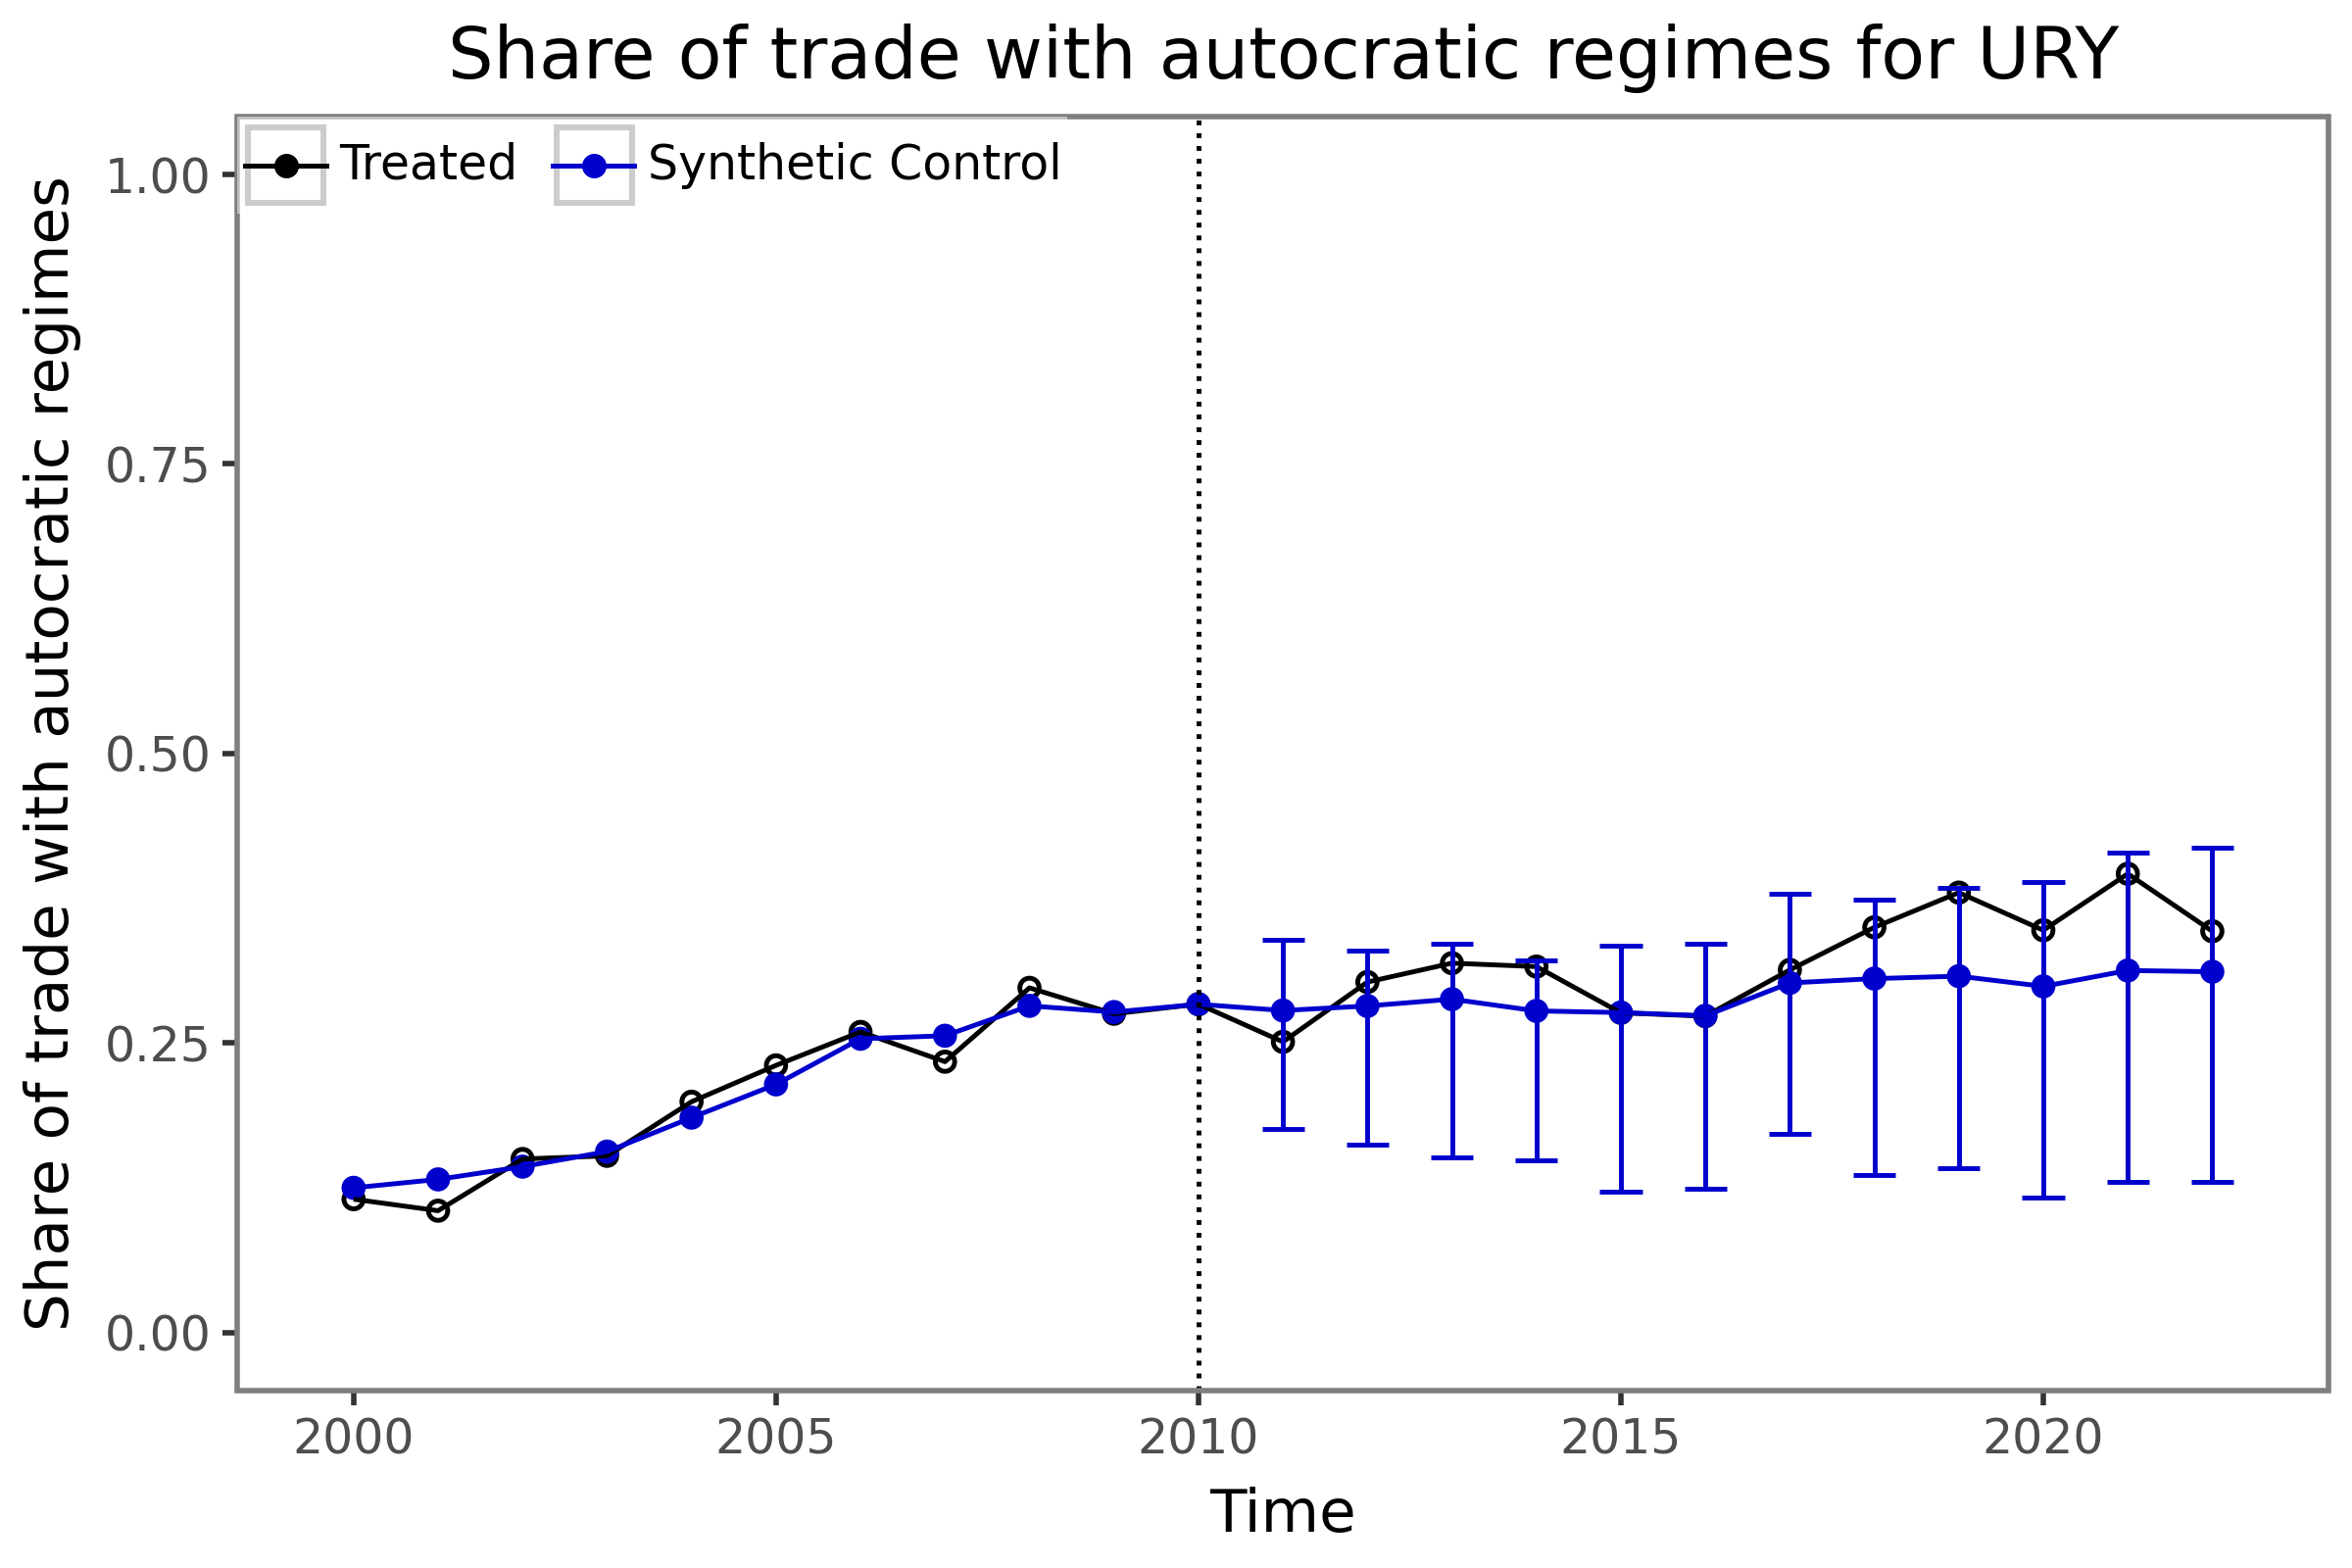 Share of trade with autocratic regimes for URY
Treated
Synthetic Control
Share of trade with autocratic regimes
1.00
0.75
0.50
0.25
0.00
2000
2005
2010
2015
2020
Time